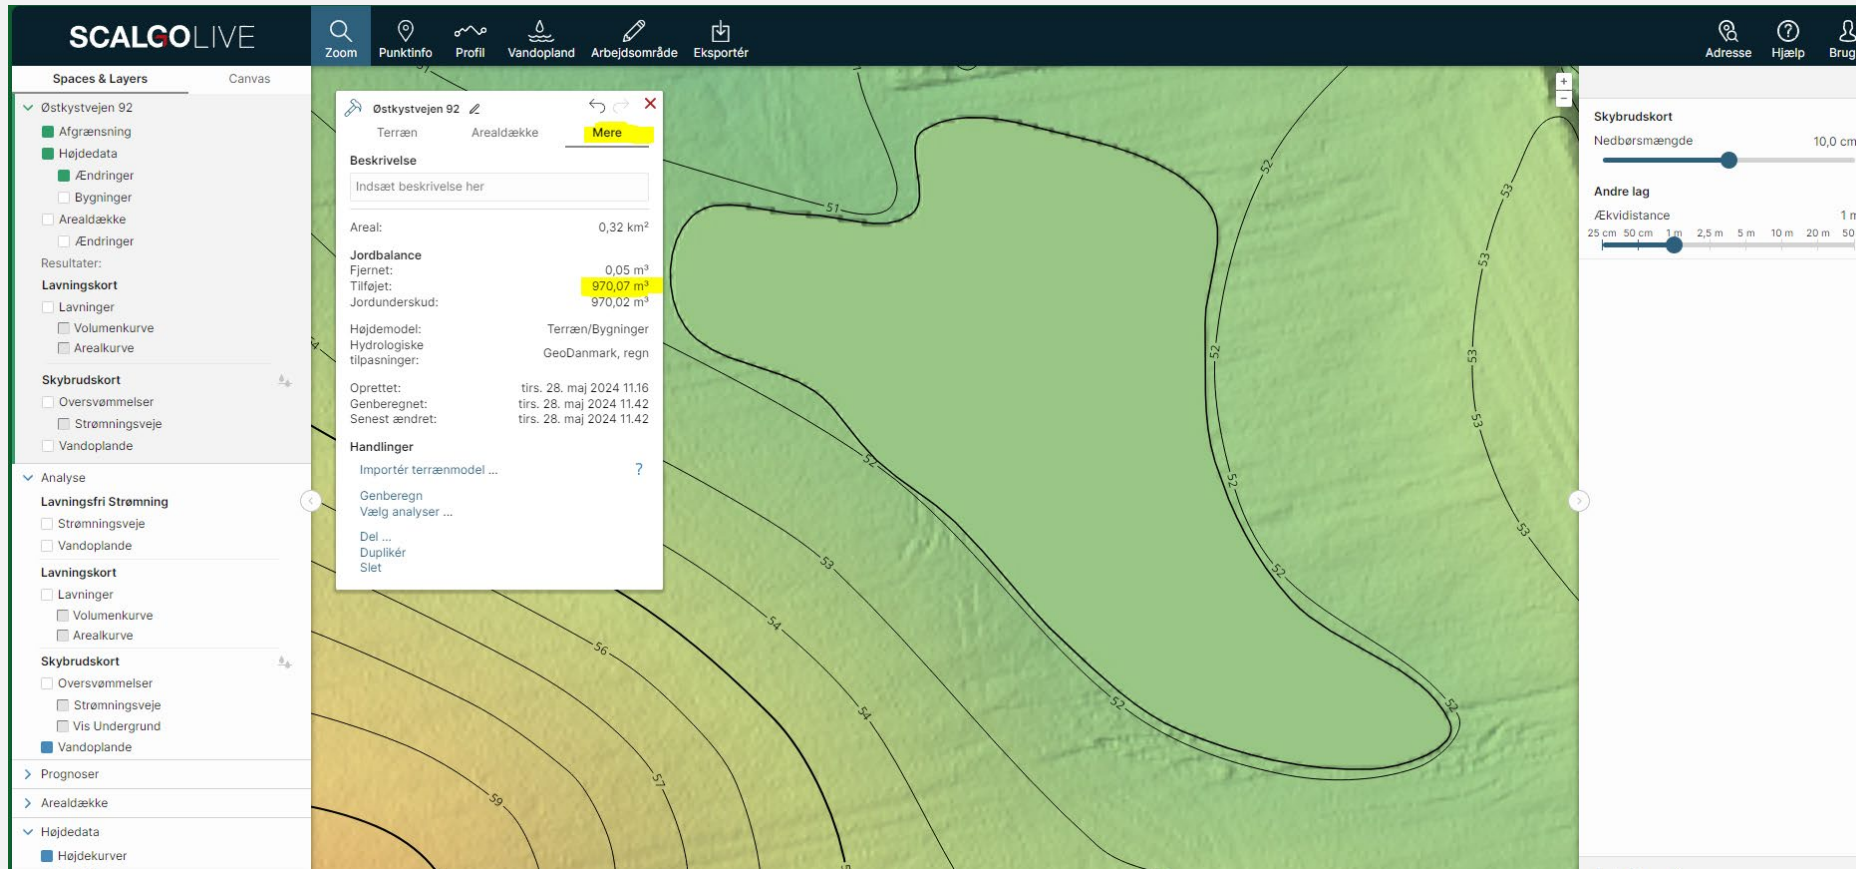 SCALGOLIVE
Zoom
Punktinfo
Profil
Vandopland
Arbejdsområde
Eksportér
Adresse
Hjælp
Brug
Spaces & Layers
Canvas
Østkystvejen 92
Afgrænsning
Højdedata
Ændringer
Bygninger
Arealdække
Ændringer
Resultater:
Lavningskort
Lavninger
Volumenkurve
Arealkurve
Skybrudskort
Oversvømmelser
Strømningsveje
Vandoplande
Analyse
Lavningsfri Strømning
Strømningsveje
Vandoplande
Lavningskort
Lavninger
Volumenkurve
Arealkurve
Skybrudskort
Oversvømmelser
Strømningsveje
Vis Undergrund
Vandoplande
Prognoser
Arealdække
Højdedata
Højdekurver
Østkystvejen 92
Terræn Arealdække Mere
Beskrivelse
Indsæt beskrivelse her
Areal: 0,32 km²
Jordbalance
Fjernet: 0,05 m³
Tilføjet: 970,07 m³
Jordunderskud: 970,02 m³
Højdemodel: Terræn/Bygninger
Hydrologiske
tilpasninger: GeoDanmark, regn
Oprettet: tirs. 28. maj 2024 11.16
Genberegnet: tirs. 28. maj 2024 11.42
Senest ændret: tirs. 28. maj 2024 11.42
Handlinger
Importér terrænmodel ... ?
Genberegn
Vælg analyser ...
Del ...
Duplikér
Slet
51
51
52
52
52
52
52
52
52
53
53
53
53
53
53
54
54
56
57
59
+
-
Skybrudskort
Nedbørsmængde 10,0 cm
Andre lag
Ækvidistance 1 m
25 cm 50 cm 1 m 2,5 m 5 m 10 m 20 m 50